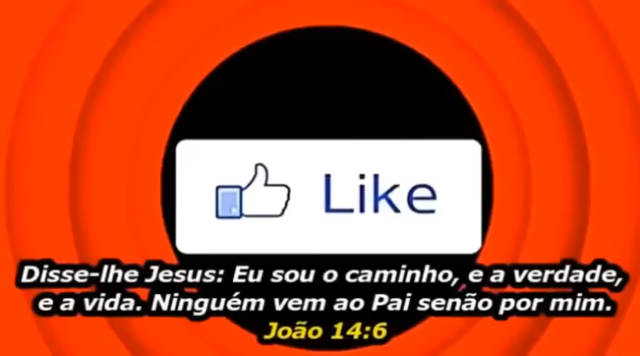 Like
Disse-lhe Jesus: Eu sou o caminho, e a verdade,
e a vida. Ninguém vem ao Pai senão por mim.
João 14:6